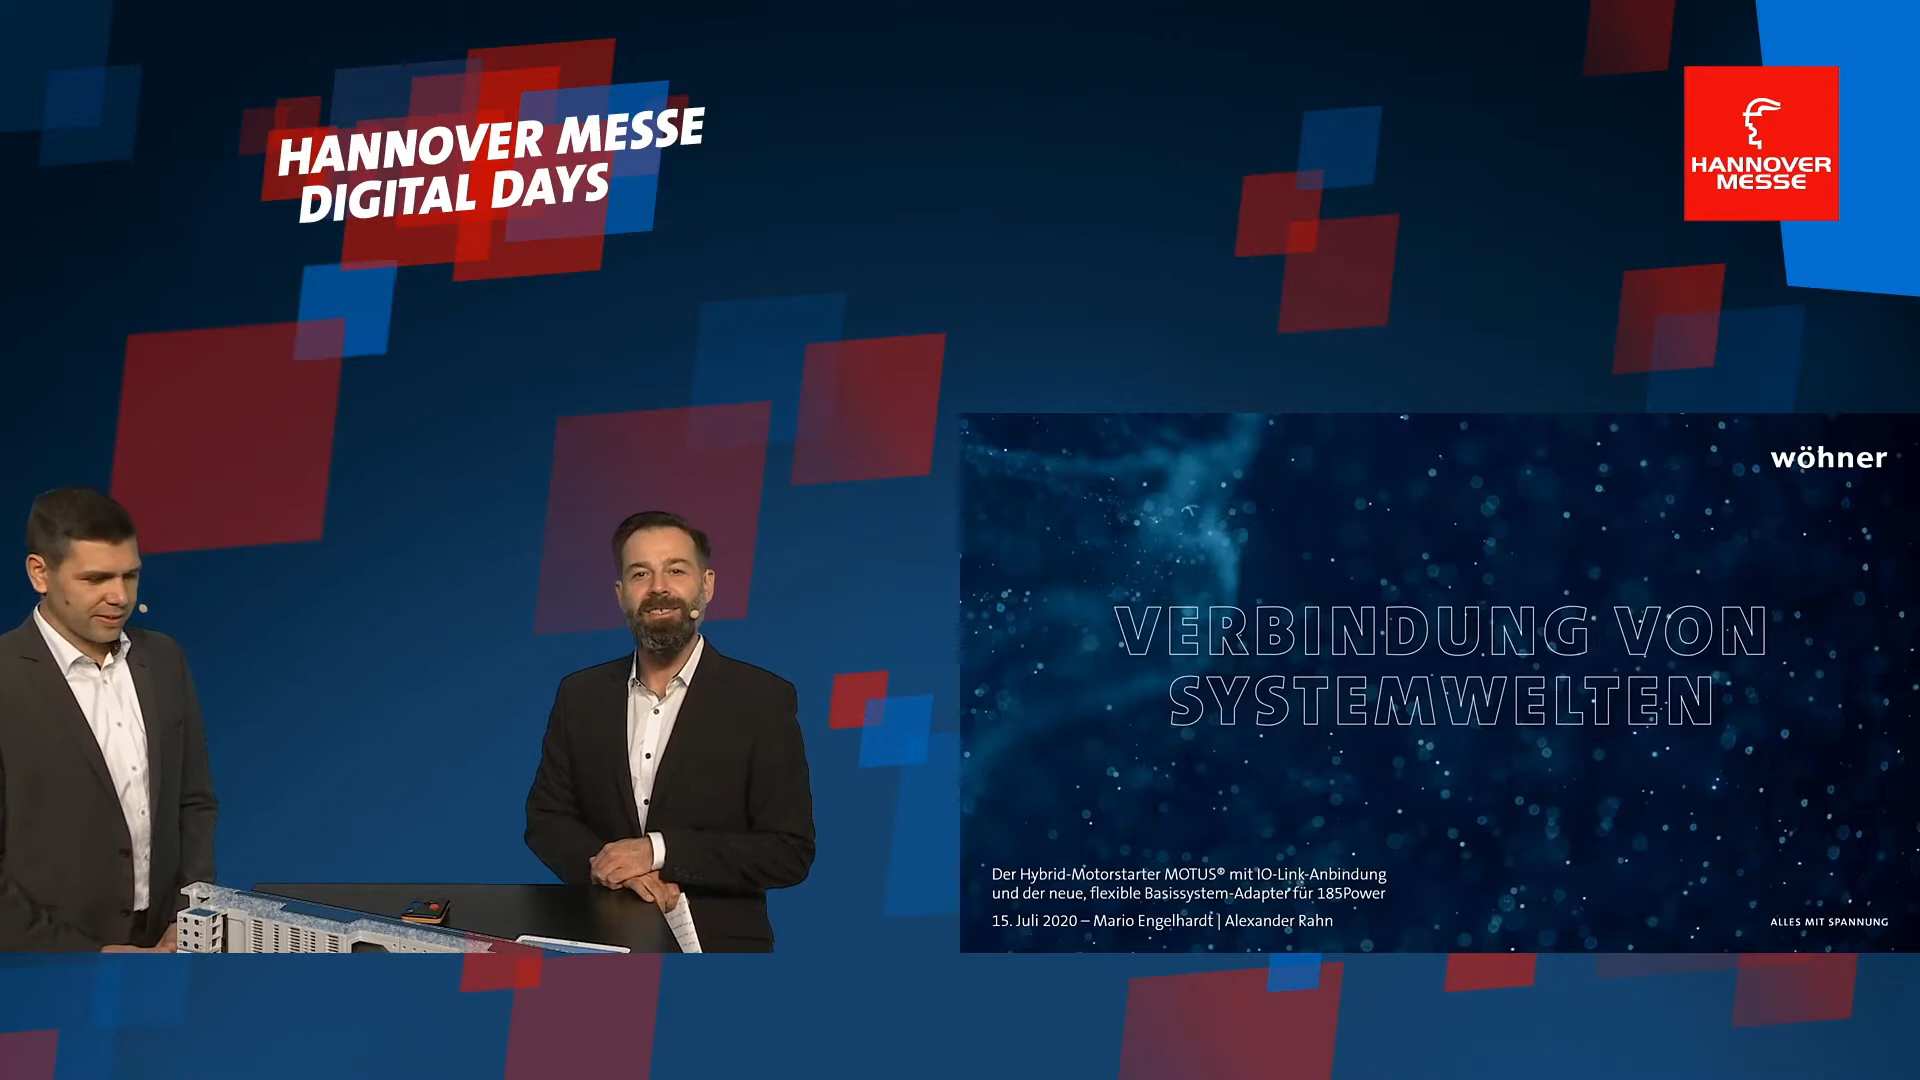 HANNOVER MESSE
DIGITAL DAYS
HANNOVER
MESSE
wöhner
VERBINDUNG VON
SYSTEMWELTEN
Der Hybrid-Motorstarter MOTUS® mit IO-Link-Anbindung
und der neue, flexible Basissystem-Adapter für 185Power
15. Juli 2020 – Mario Engelhardt | Alexander Rahn
ALLES MIT SPANNUNG